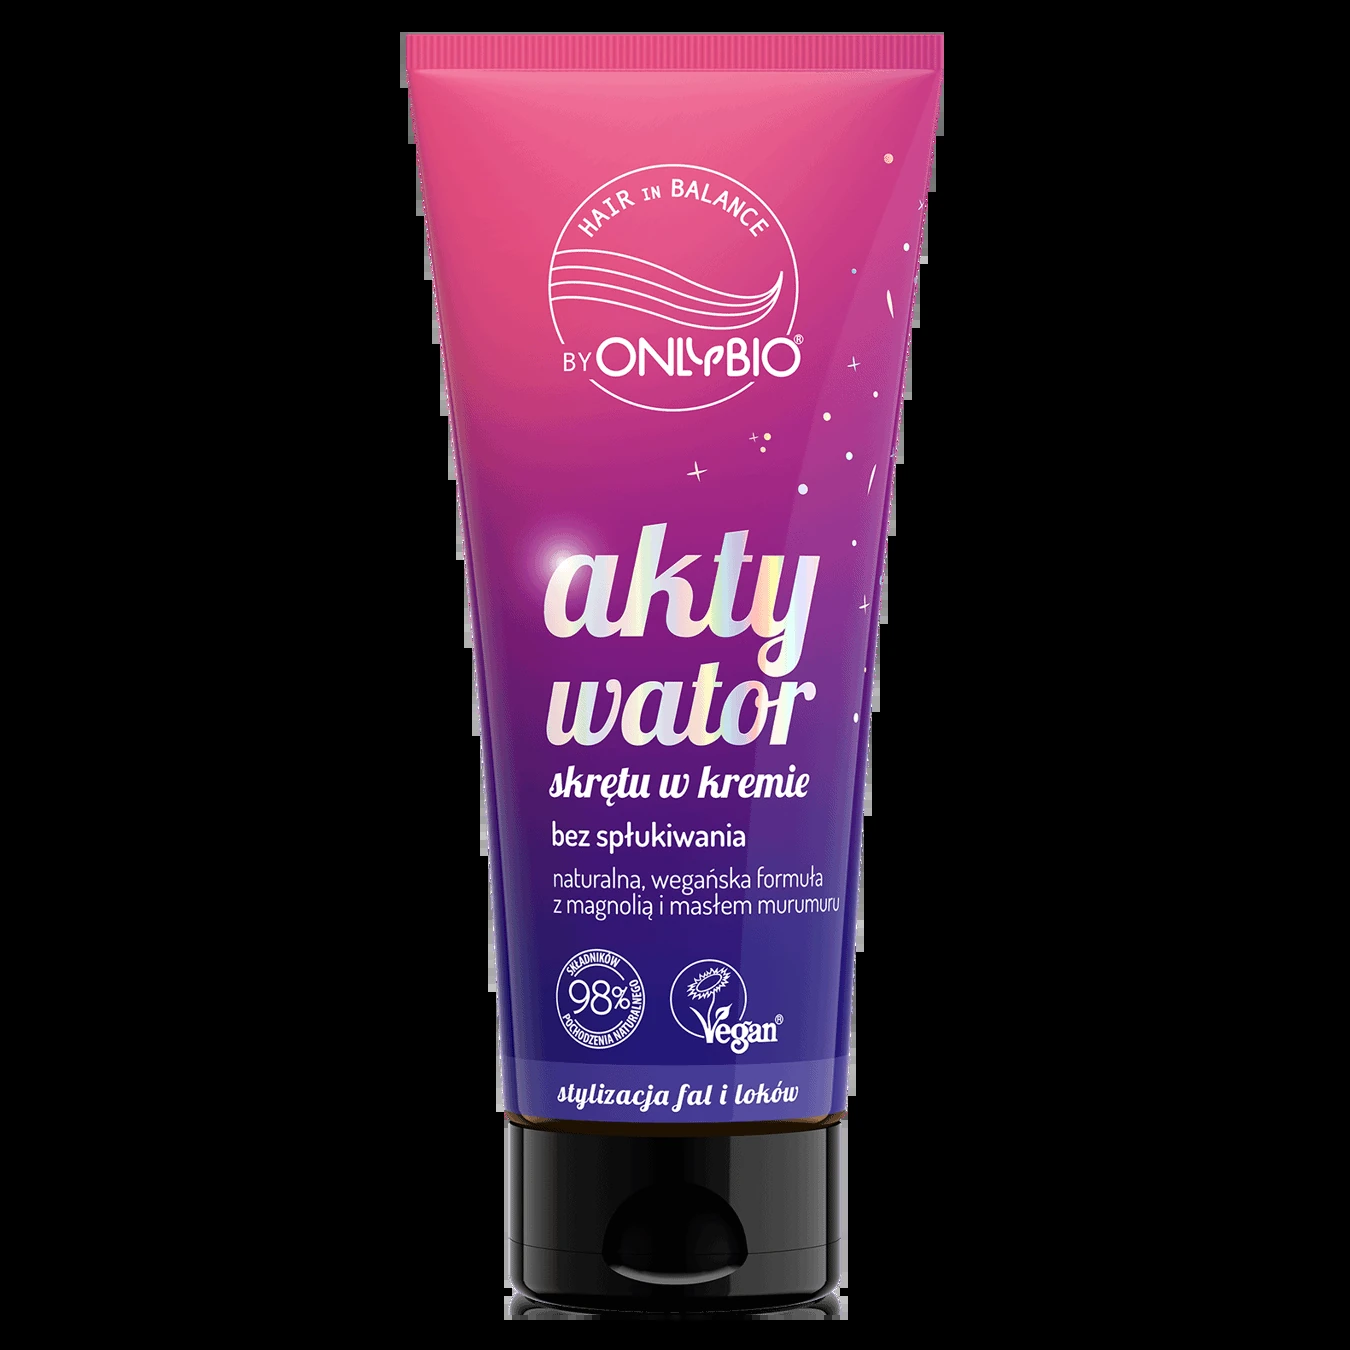 HAIR IN BALANCE
BY ONLYBIO®
akty
wator
skrętu w kremie
bez spłukiwania
naturalna, wegańska formuła
z magnolią i masłem murumuru
SKŁADNIKÓW
98%
POCHODZENIA NATURALNEGO
Vegan®
stylizacja fal i loków